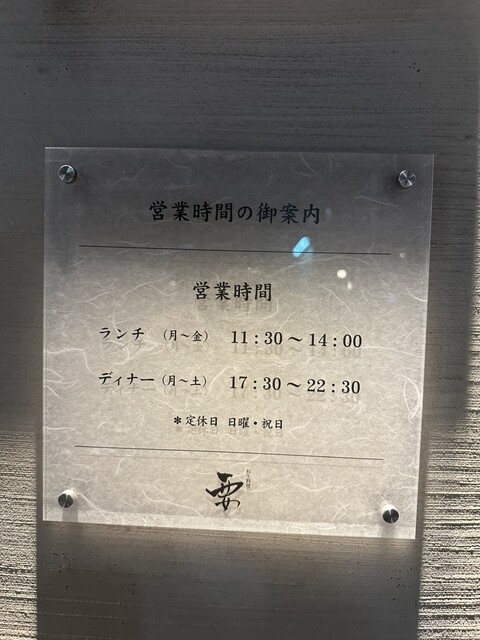 営業時間の御案内
営業時間
ランチ （月～金） 11：30～14：00
ディナー（月～土） 17：30～22：30
＊定休日 日曜・祝日
要